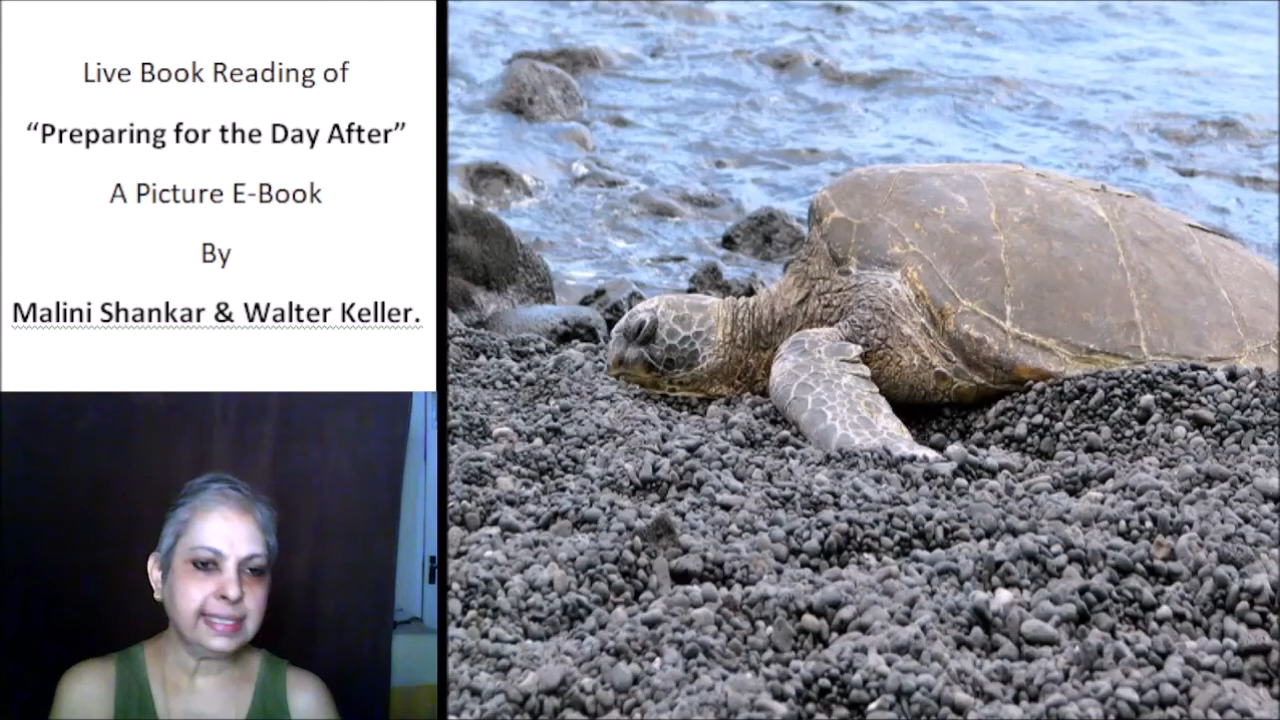 Live Book Reading of
“Preparing for the Day After”
A Picture E-Book
By
Malini Shankar & Walter Keller.